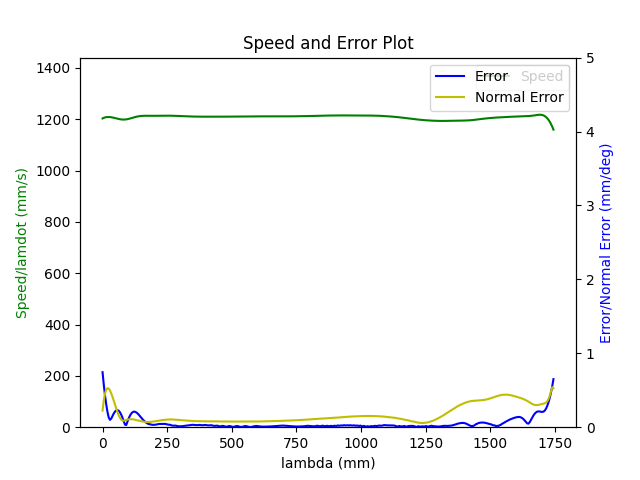 Speed and Error Plot
Speed/lamdot (mm/s)
1400
1200
1000
800
600
400
200
0
Error
Speed
Normal Error
5
4
3
2
1
0
Error/Normal Error (mm/deg)
0 250 500 750 1000 1250 1500 1750
lambda (mm)